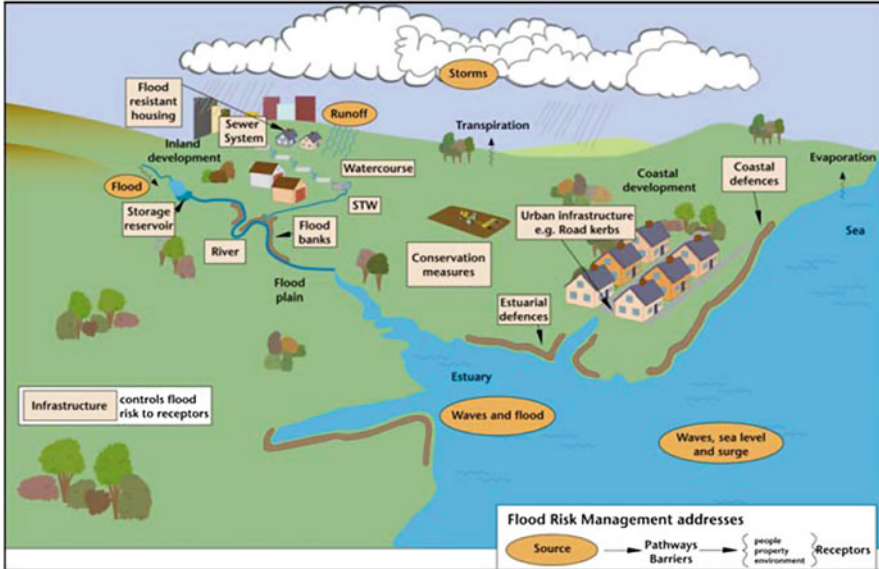 Storms
Flood
resistant
housing
Runoff
Sewer
System
Transpiration
Inland
development
Watercourse
Coastal
development
Coastal
defences
Evaporation
Flood
Storage
reservoir
STW
Urban infrastructure
e.g. Road kerbs
Sea
River
Flood
banks
Conservation
measures
Flood
plain
Estuarial
defences
Estuary
Infrastructure
controls flood
risk to receptors
Waves and flood
Waves, sea level
and surge
Flood Risk Management addresses
Source
Pathways
Barriers
people
property
environment
Receptors